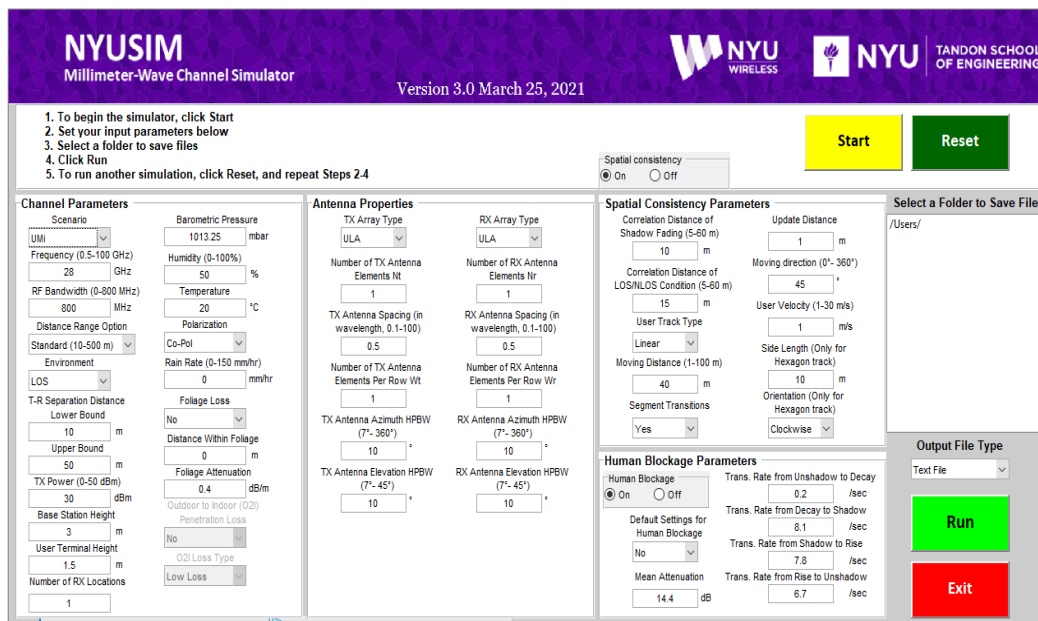 NYUSIM
Millimeter-Wave Channel Simulator
Version 3.0 March 25, 2021
NYU
WIRELESS
NYU
TANDON SCHOOL
OF ENGINEERING
1. To begin the simulator, click Start
2. Set your input parameters below
3. Select a folder to save files
4. Click Run
5. To run another simulation, click Reset, and repeat Steps 2-4
Spatial consistency
On Off
Start
Reset
Channel Parameters
Scenario
UMi
Frequency (0.5-100 GHz)
28 GHz
RF Bandwidth (0-800 MHz)
800 MHz
Distance Range Option
Standard (10-500 m)
Environment
LOS
T-R Separation Distance
Lower Bound
10 m
Upper Bound
50 m
TX Power (0-50 dBm)
30 dBm
Base Station Height
3 m
User Terminal Height
1.5 m
Number of RX Locations
1
Barometric Pressure
1013.25 mbar
Humidity (0-100%)
50 %
Temperature
20 °C
Polarization
Co-Pol
Rain Rate (0-150 mm/hr)
0 mm/hr
Foliage Loss
No
Distance Within Foliage
0 m
Foliage Attenuation
0.4 dB/m
Outdoor to Indoor (O2I)
Penetration Loss
No
O2I Loss Type
Low Loss
Antenna Properties
TX Array Type
ULA
Number of TX Antenna
Elements Nt
1
TX Antenna Spacing (in
wavelength, 0.1-100)
0.5
Number of TX Antenna
Elements Per Row Wt
1
TX Antenna Azimuth HPBW
(7°- 360°)
10 °
TX Antenna Elevation HPBW
(7°- 45°)
10 °
RX Array Type
ULA
Number of RX Antenna
Elements Nr
1
RX Antenna Spacing (in
wavelength, 0.1-100)
0.5
Number of RX Antenna
Elements Per Row Wr
1
RX Antenna Azimuth HPBW
(7°- 360°)
10 °
RX Antenna Elevation HPBW
(7°- 45°)
10 °
Spatial Consistency Parameters
Correlation Distance of
Shadow Fading (5-60 m)
10 m
Correlation Distance of
LOS/NLOS Condition (5-60 m)
15 m
User Track Type
Linear
Moving Distance (1-100 m)
40 m
Segment Transitions
Yes
Update Distance
1 m
Moving direction (0°- 360°)
45 °
User Velocity (1-30 m/s)
1 m/s
Side Length (Only for
Hexagon track)
10 m
Orientation (Only for
Hexagon track)
Clockwise
Human Blockage Parameters
Human Blockage
On Off
Default Settings for
Human Blockage
No
Mean Attenuation
14.4 dB
Trans. Rate from Unshadow to Decay
0.2 /sec
Trans. Rate from Decay to Shadow
8.1 /sec
Trans. Rate from Shadow to Rise
7.8 /sec
Trans. Rate from Rise to Unshadow
6.7 /sec
Select a Folder to Save File
/Users/
Output File Type
Text File
Run
Exit